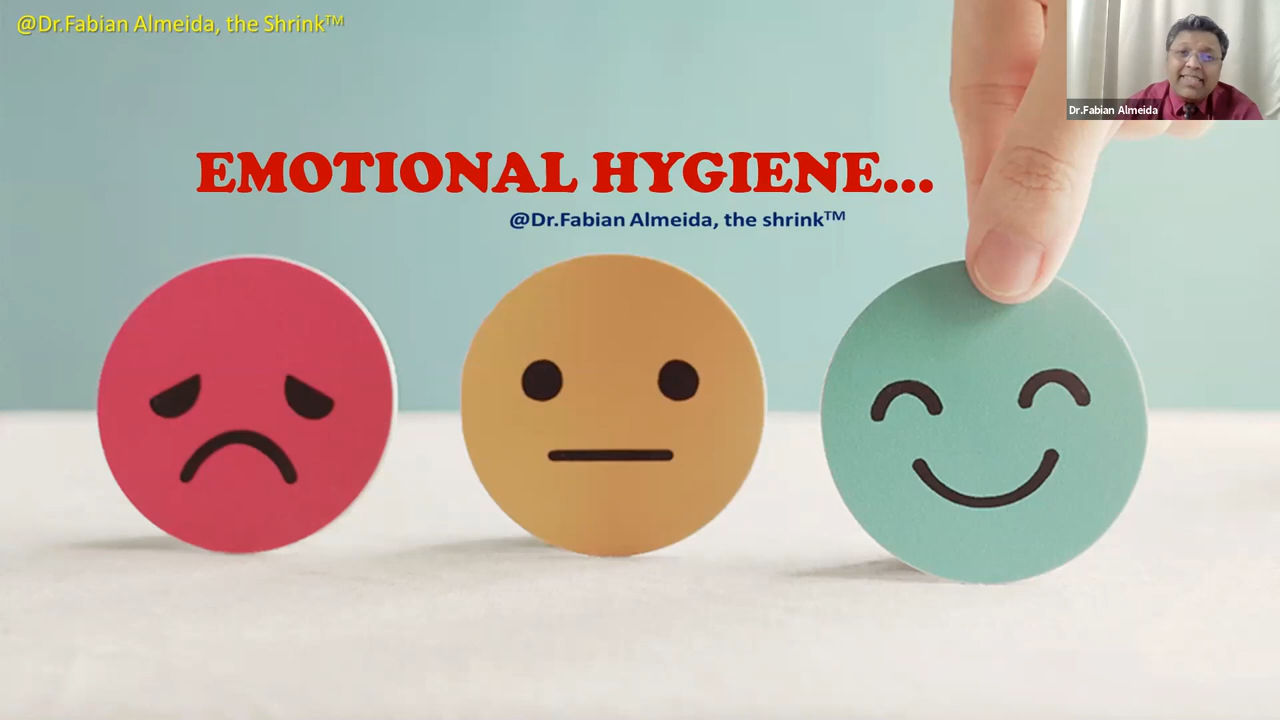 @Dr.Fabian Almeida, the Shrink™
Dr.Fabian Almeida
EMOTIONAL HYGIENE...
@Dr.Fabian Almeida, the shrink™